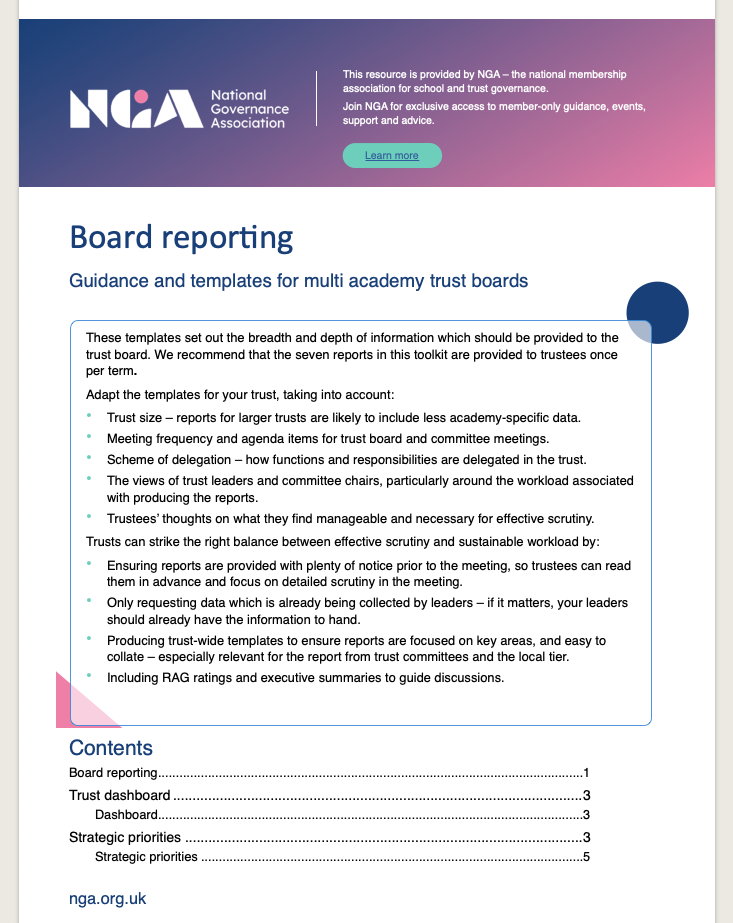 NGA
National
Governance
Association
This resource is provided by NGA – the national membership
association for school and trust governance.
Join NGA for exclusive access to member-only guidance, events,
support and advice.
Learn more
Board reporting
Guidance and templates for multi academy trust boards
These templates set out the breadth and depth of information which should be provided to the
trust board. We recommend that the seven reports in this toolkit are provided to trustees once
per term.
Adapt the templates for your trust, taking into account:
• Trust size – reports for larger trusts are likely to include less academy-specific data.
• Meeting frequency and agenda items for trust board and committee meetings.
• Scheme of delegation – how functions and responsibilities are delegated in the trust.
• The views of trust leaders and committee chairs, particularly around the workload associated
with producing the reports.
• Trustees’ thoughts on what they find manageable and necessary for effective scrutiny.
Trusts can strike the right balance between effective scrutiny and sustainable workload by:
• Ensuring reports are provided with plenty of notice prior to the meeting, so trustees can read
them in advance and focus on detailed scrutiny in the meeting.
• Only requesting data which is already being collected by leaders – if it matters, your leaders
should already have the information to hand.
• Producing trust-wide templates to ensure reports are focused on key areas, and easy to
collate – especially relevant for the report from trust committees and the local tier.
• Including RAG ratings and executive summaries to guide discussions.
Contents
Board reporting....................1
Trust dashboard....................3
Dashboard....................3
Strategic priorities....................3
Strategic priorities....................5
nga.org.uk